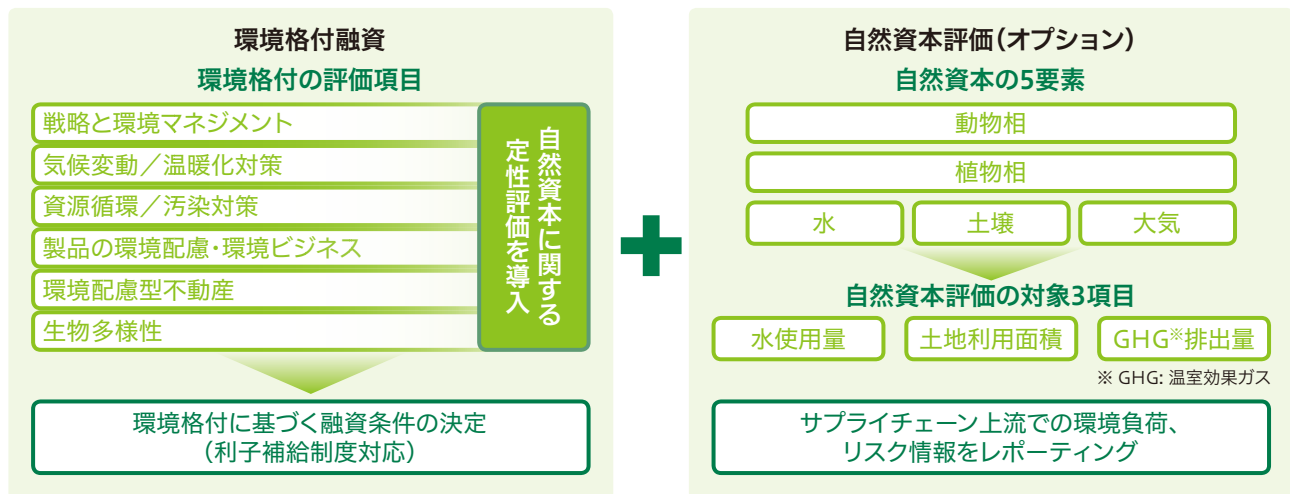 環境格付融資
環境格付の評価項目
戦略と環境マネジメント
気候変動／温暖化対策
資源循環／汚染対策
製品の環境配慮・環境ビジネス
環境配慮型不動産
生物多様性
自然資本に関する
定性評価を導入
環境格付に基づく融資条件の決定
（利子補給制度対応）
自然資本評価（オプション）
自然資本の5要素
動物相
植物相
水
土壌
大気
自然資本評価の対象3項目
水使用量
土地利用面積
GHG※排出量
※ GHG: 温室効果ガス
サプライチェーン上流での環境負荷、
リスク情報をレポーティング